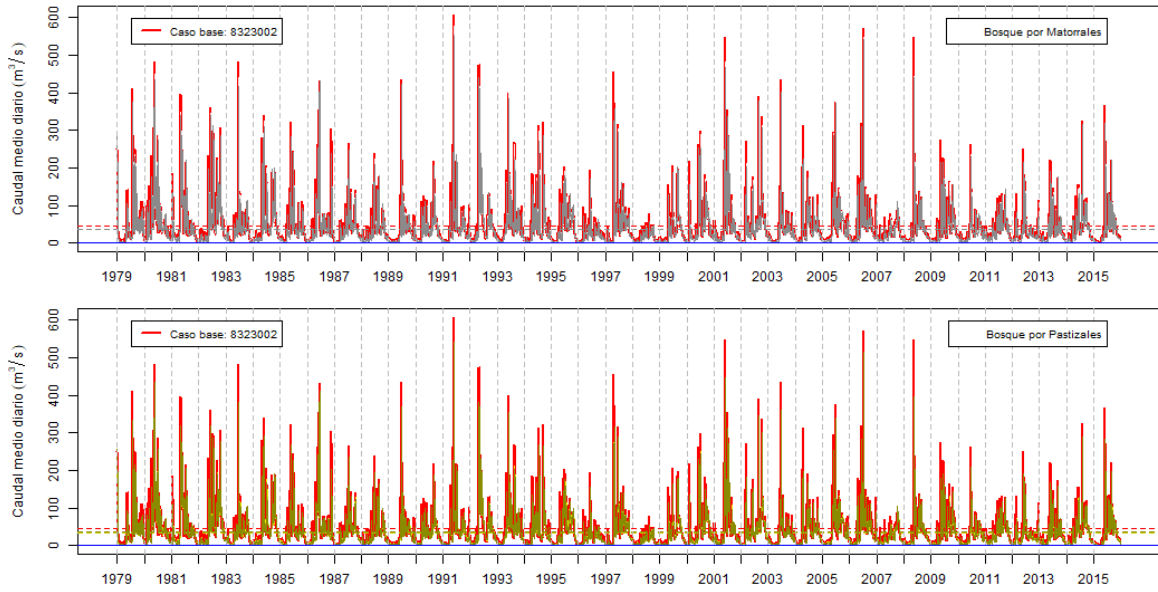 Caudal medio diario (m³/s)
600
500
400
300
200
100
0
Caso base: 8323002
Bosque por Matorrales
1979 1981 1983 1985 1987 1989 1991 1993 1995 1997 1999 2001 2003 2005 2007 2009 2011 2013 2015
Caudal medio diario (m³/s)
600
500
400
300
200
100
0
Caso base: 8323002
Bosque por Pastizales
1979 1981 1983 1985 1987 1989 1991 1993 1995 1997 1999 2001 2003 2005 2007 2009 2011 2013 2015